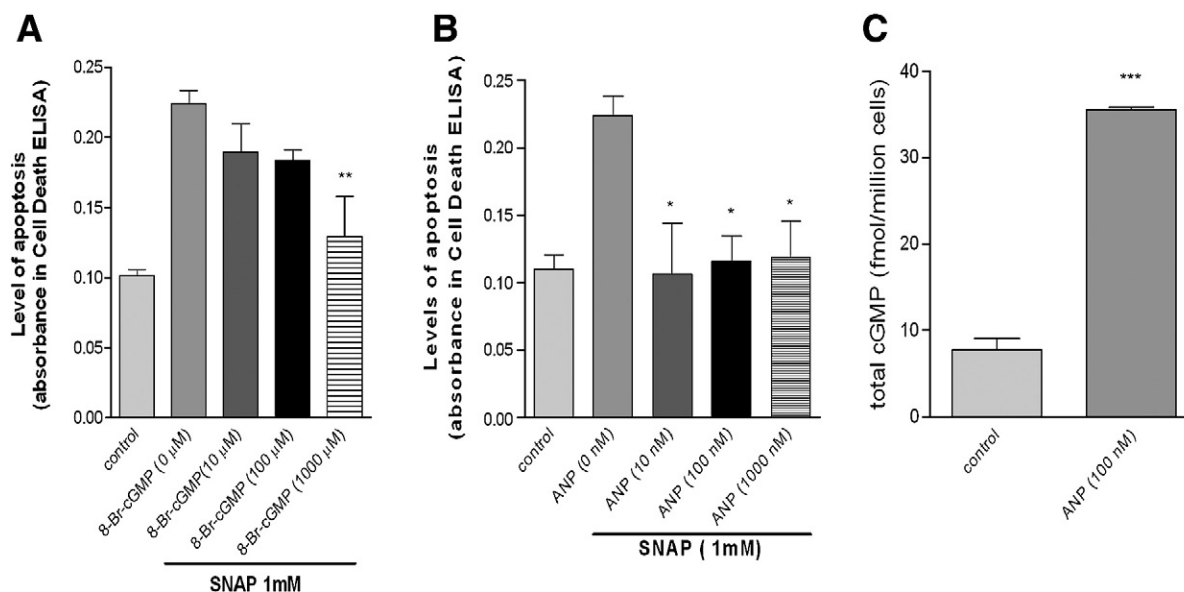 A
Level of apoptosis
(absorbance in Cell Death ELISA)
0.25
0.20
0.15
0.10
0.05
0.00
**
control
8-Br-cGMP (0 μM)
8-Br-cGMP(10 μM)
8-Br-cGMP (100 μM)
8-Br-cGMP (1000 μM)
SNAP 1mM
B
Levels of apoptosis
(absorbance in Cell Death ELISA)
0.25
0.20
0.15
0.10
0.05
0.00
*
*
*
control
ANP (0 nM)
ANP (10 nM)
ANP (100 nM)
ANP (1000 nM)
SNAP ( 1mM)
C
total cGMP (fmol/million cells)
40
30
20
10
0
***
control
ANP (100 nM)